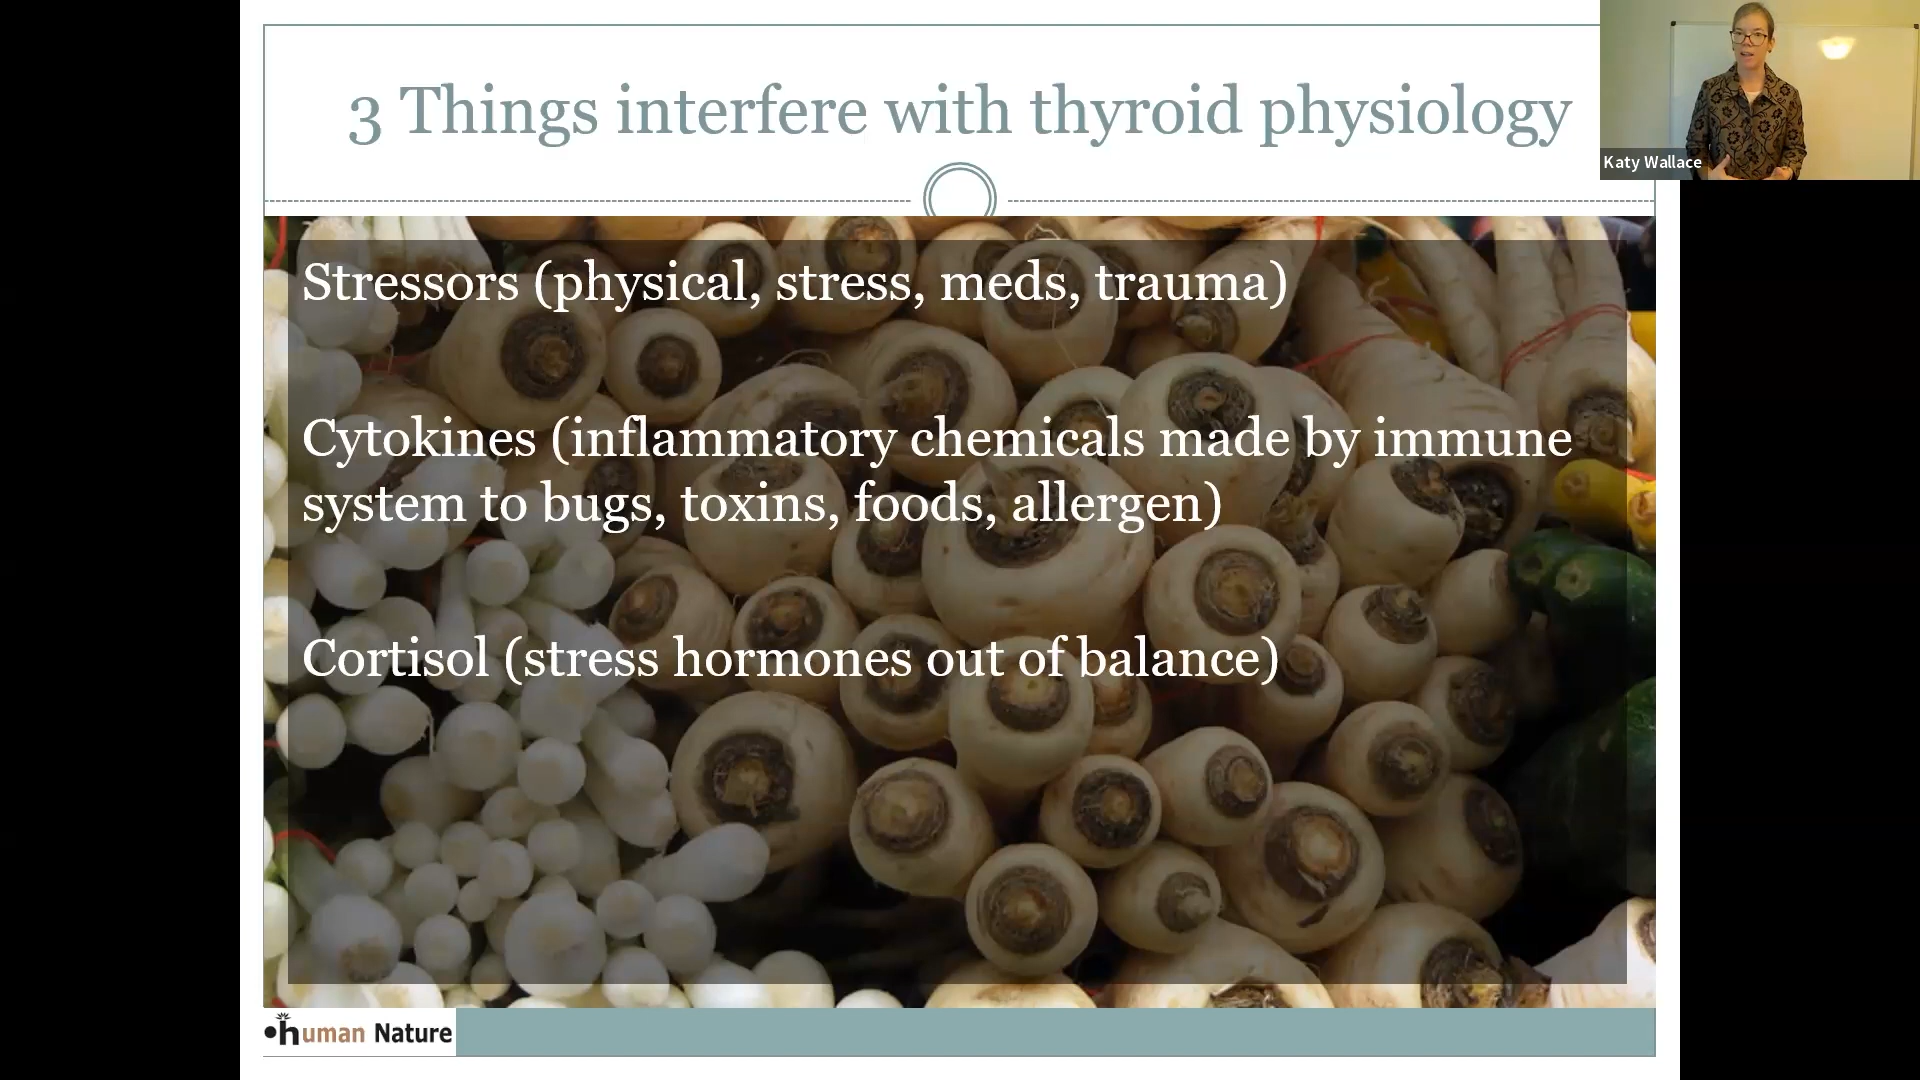 3 Things interfere with thyroid physiology
Katy Wallace
Stressors (physical, stress, meds, trauma)
Cytokines (inflammatory chemicals made by immune
system to bugs, toxins, foods, allergen)
Cortisol (stress hormones out of balance)
human Nature